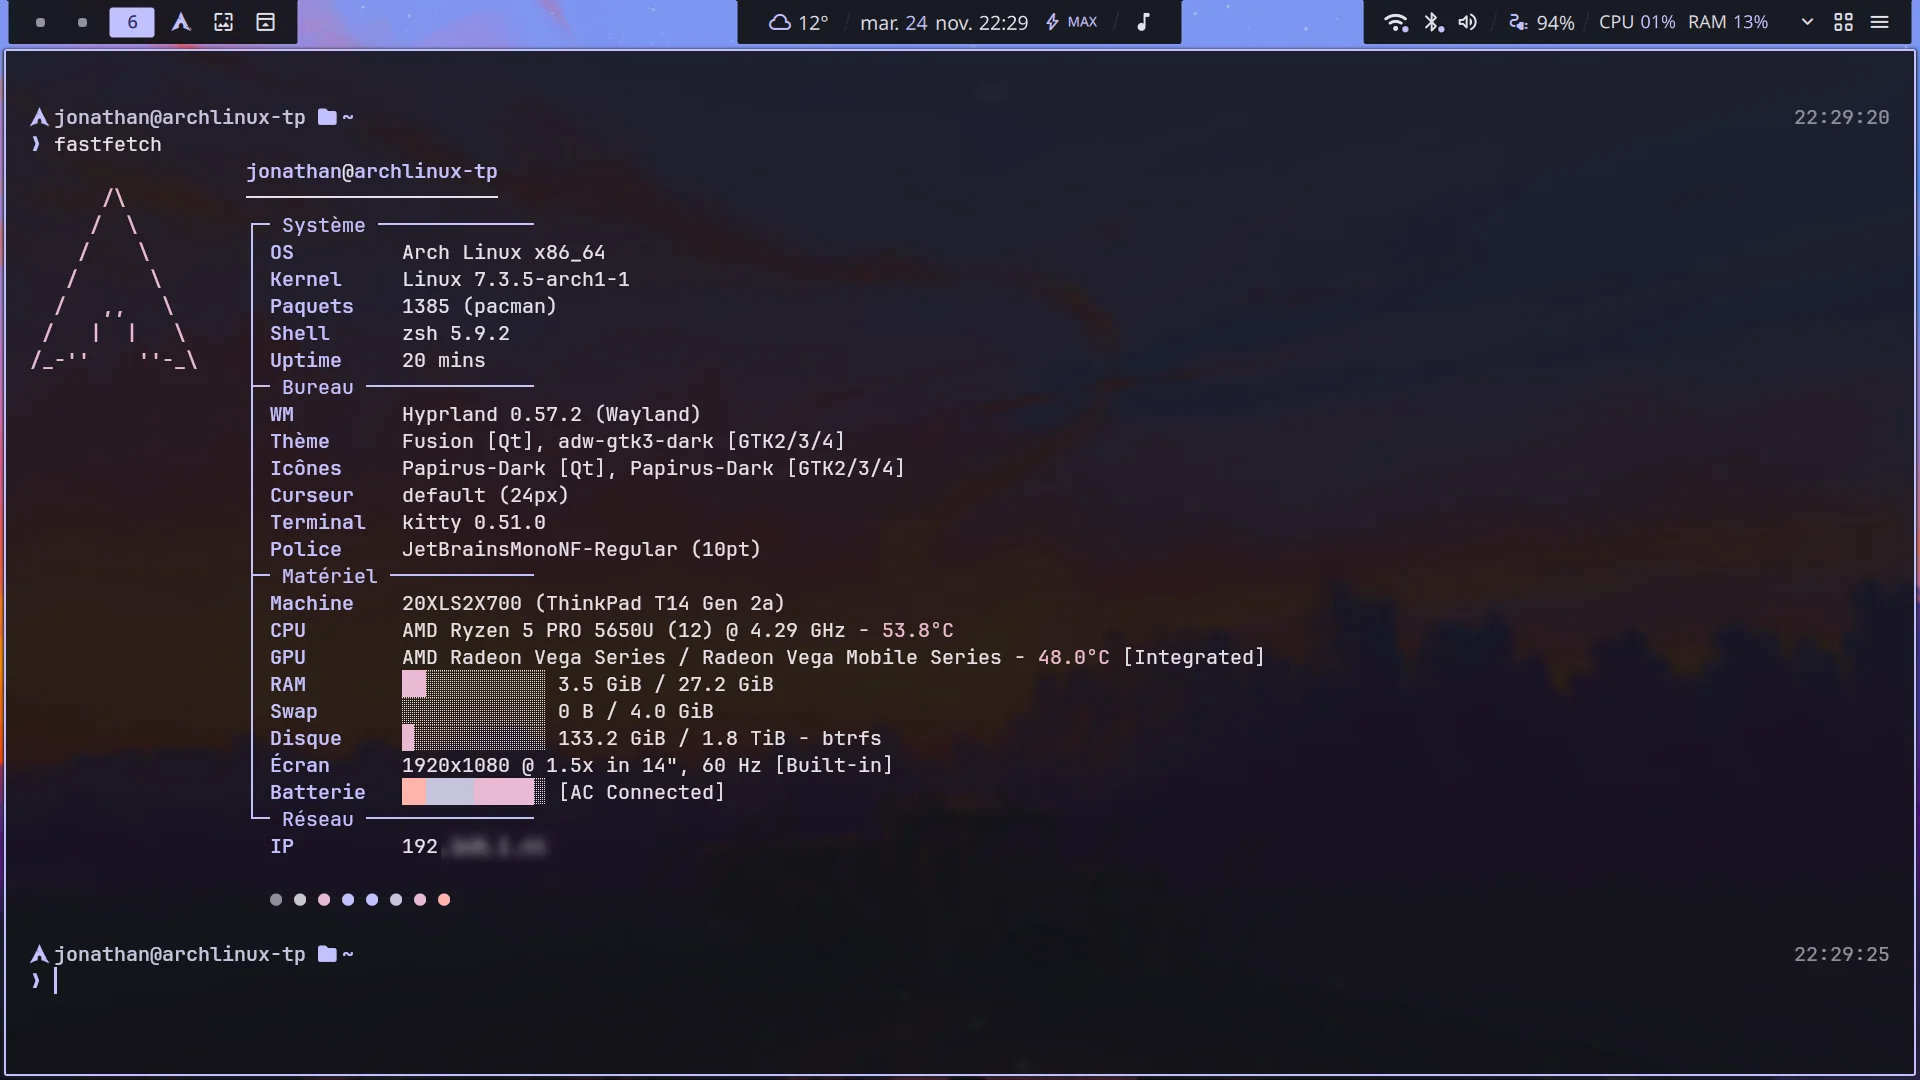 6
12° mar. 24 nov. 22:29 MAX
94% CPU 01% RAM 13%
jonathan@archlinux-tp ~ 22:29:20
❯ fastfetch
jonathan@archlinux-tp
/\
/ \
/ \
/ \
/ ,, \
/ | | \
/_-'' ''-_\
Système
OS Arch Linux x86_64
Kernel Linux 7.3.5-arch1-1
Paquets 1385 (pacman)
Shell zsh 5.9.2
Uptime 20 mins
Bureau
WM Hyprland 0.57.2 (Wayland)
Thème Fusion [Qt], adw-gtk3-dark [GTK2/3/4]
Icônes Papirus-Dark [Qt], Papirus-Dark [GTK2/3/4]
Curseur default (24px)
Terminal kitty 0.51.0
Police JetBrainsMonoNF-Regular (10pt)
Matériel
Machine 20XLS2X700 (ThinkPad T14 Gen 2a)
CPU AMD Ryzen 5 PRO 5650U (12) @ 4.29 GHz - 53.8°C
GPU AMD Radeon Vega Series / Radeon Vega Mobile Series - 48.0°C [Integrated]
RAM 3.5 GiB / 27.2 GiB
Swap 0 B / 4.0 GiB
Disque 133.2 GiB / 1.8 TiB - btrfs
Écran 1920x1080 @ 1.5x in 14", 60 Hz [Built-in]
Batterie [AC Connected]
Réseau
IP 192
jonathan@archlinux-tp ~ 22:29:25
❯